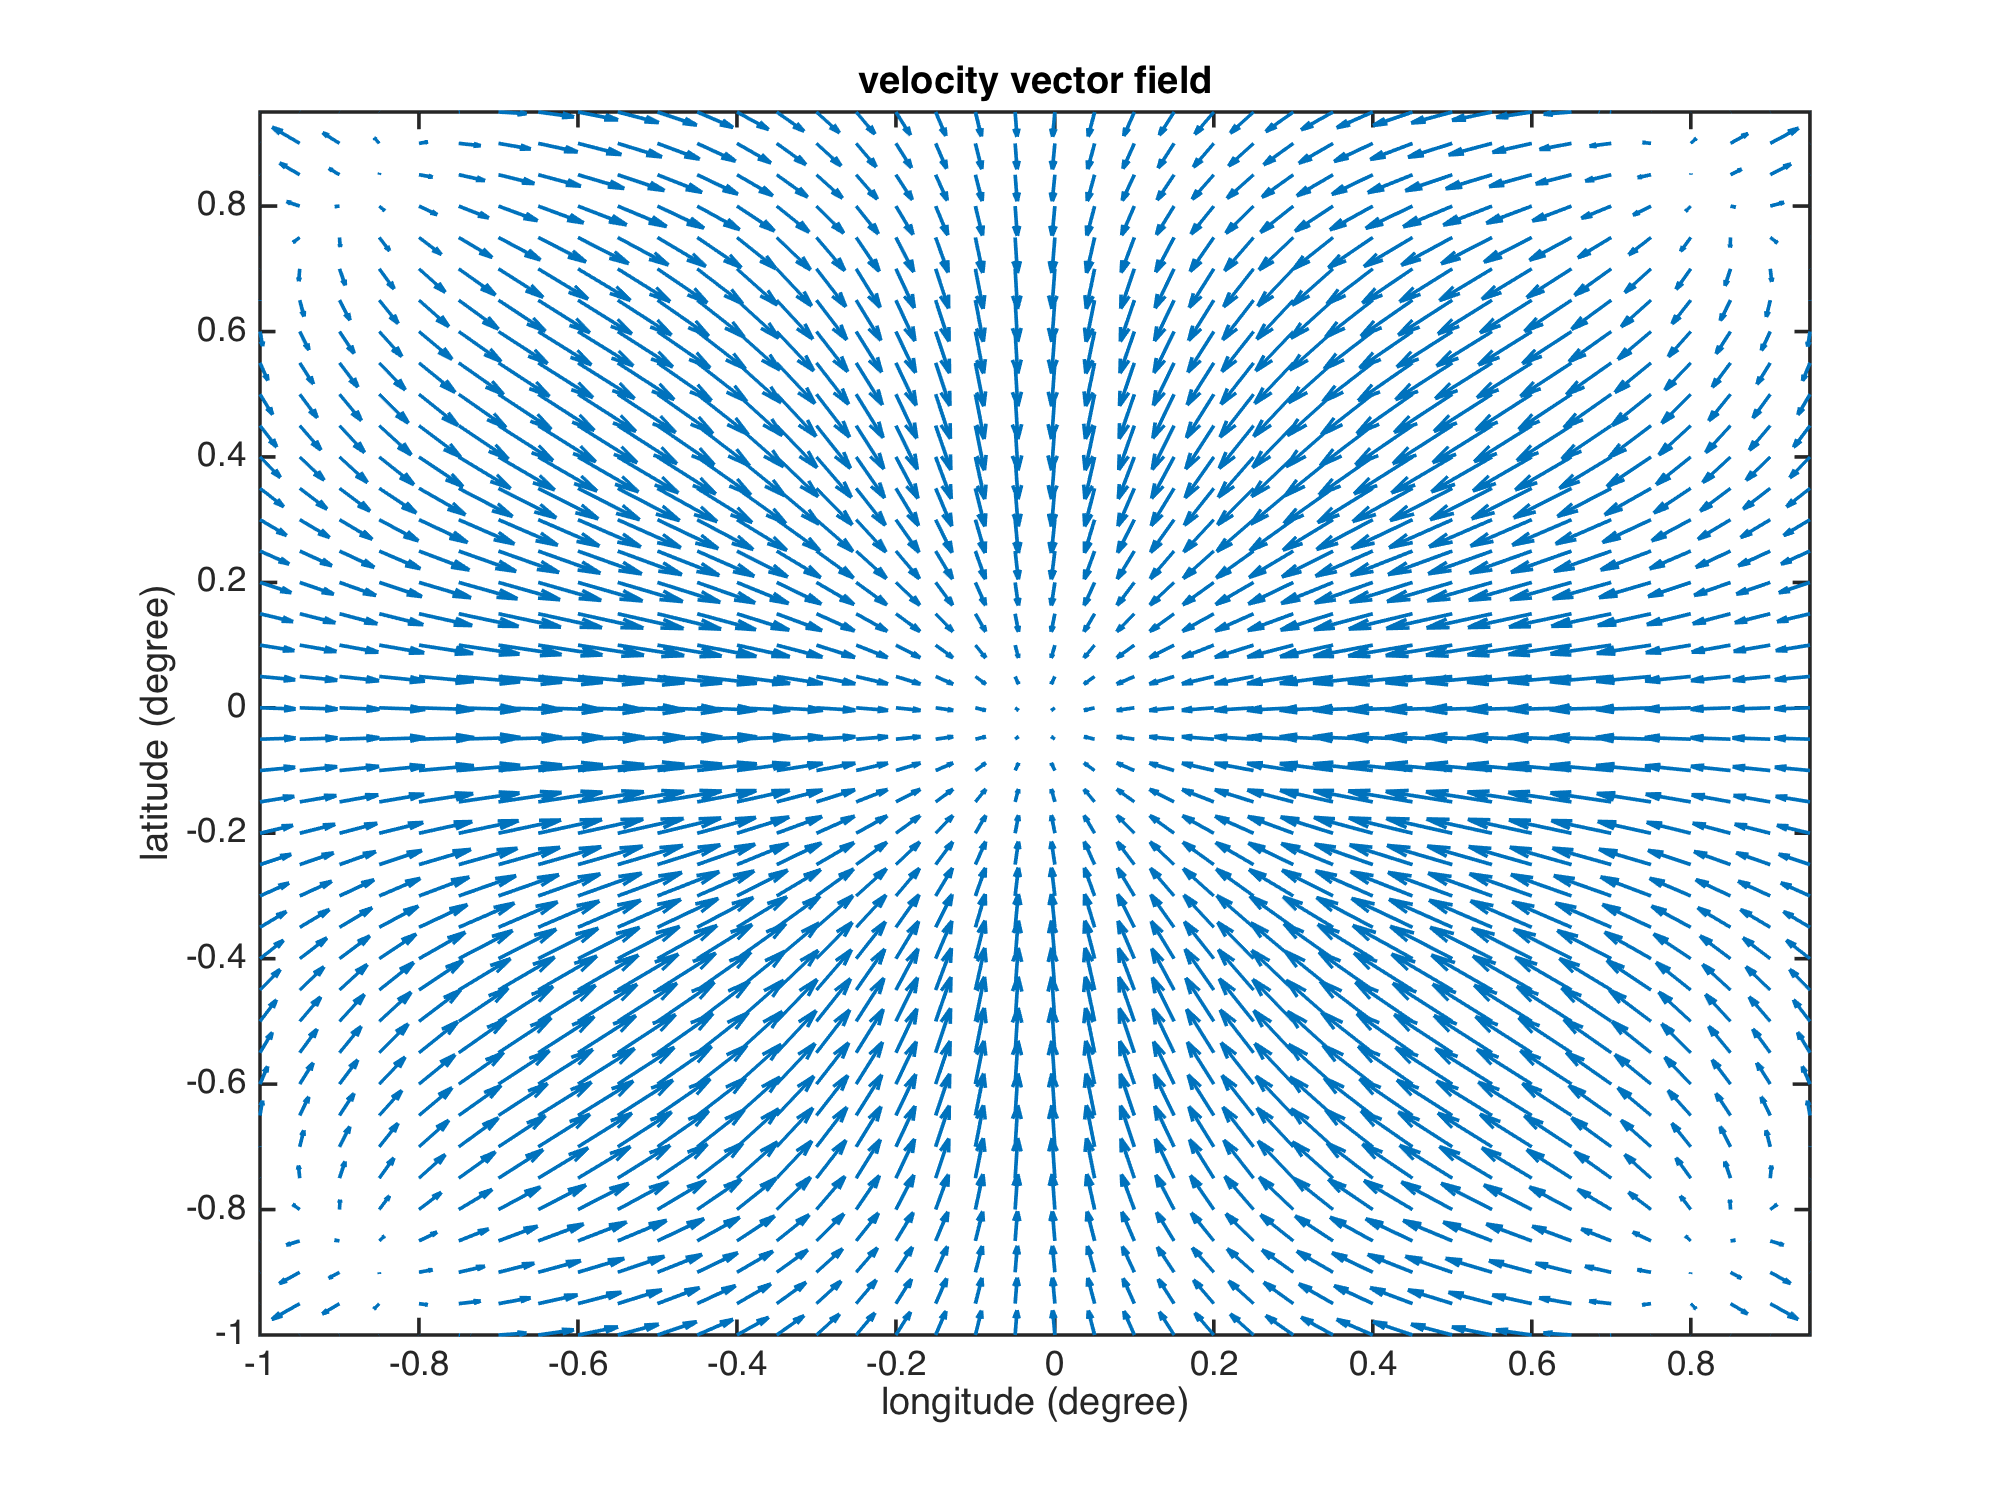 velocity vector field
0.8
0.6
0.4
0.2
0
-0.2
-0.4
-0.6
-0.8
-1
latitude (degree)
-1 -0.8 -0.6 -0.4 -0.2 0 0.2 0.4 0.6 0.8
longitude (degree)